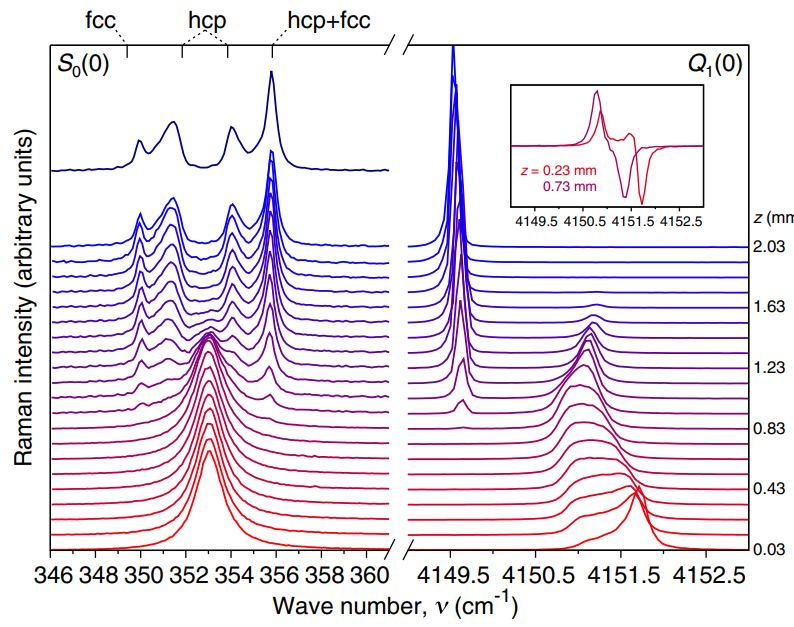 fcc hcp hcp+fcc
S₀(0) Q₁(0)
z = 0.23 mm
0.73 mm
4149.5 4150.5 4151.5 4152.5
z (mm
2.03
1.63
1.23
0.83
0.43
0.03
Raman intensity (arbitrary units)
346 348 350 352 354 356 358 360 4149.5 4150.5 4151.5 4152.5
Wave number, ν (cm⁻¹)